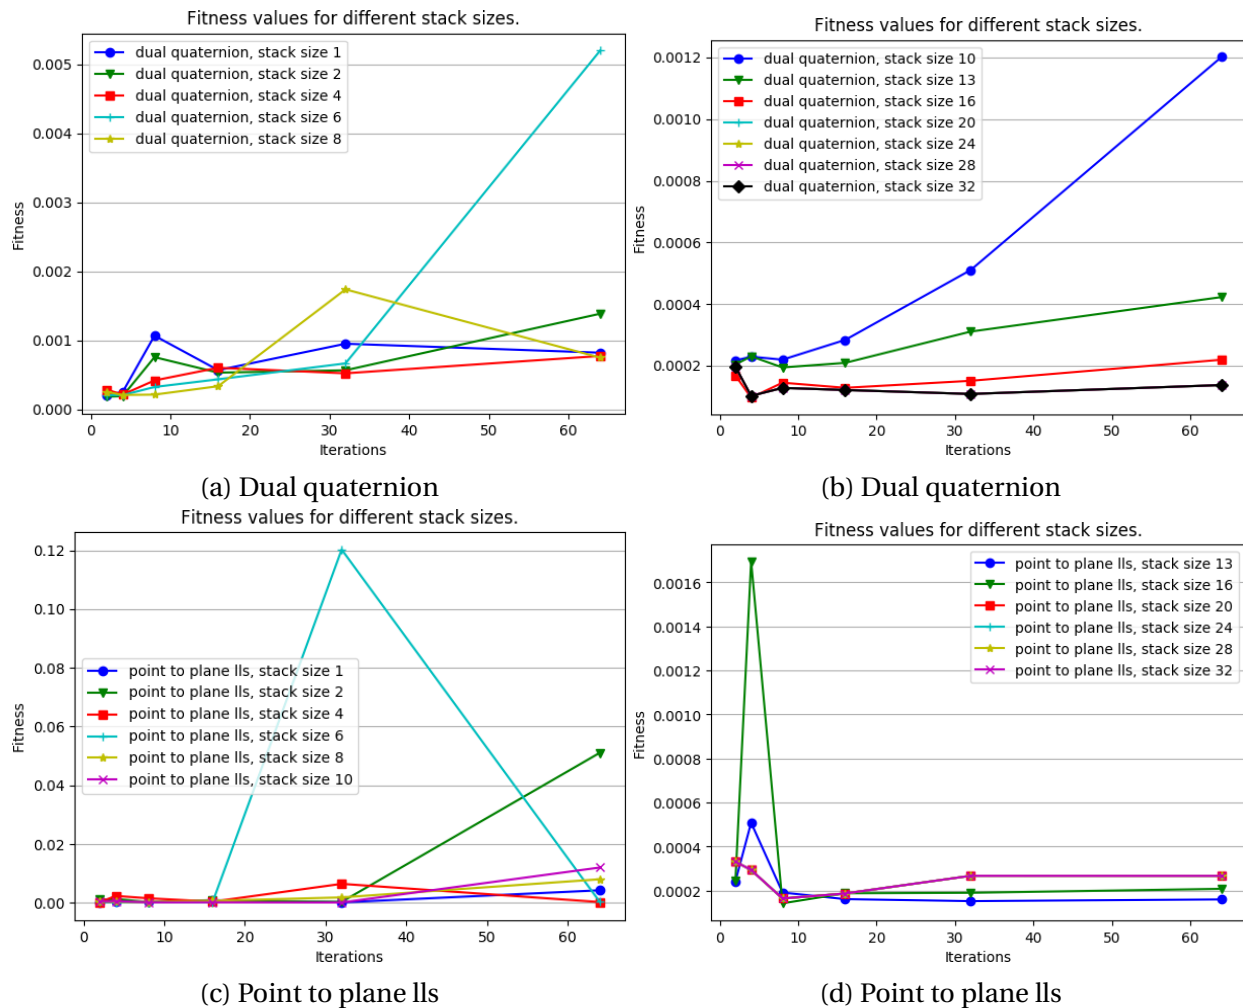 Fitness values for different stack sizes.
dual quaternion, stack size 1
dual quaternion, stack size 2
dual quaternion, stack size 4
dual quaternion, stack size 6
dual quaternion, stack size 8
0.005
0.004
0.003
0.002
0.001
0.000
Fitness
0 10 20 30 40 50 60
Iterations
(a) Dual quaternion
Fitness values for different stack sizes.
dual quaternion, stack size 10
dual quaternion, stack size 13
dual quaternion, stack size 16
dual quaternion, stack size 20
dual quaternion, stack size 24
dual quaternion, stack size 28
dual quaternion, stack size 32
0.0012
0.0010
0.0008
0.0006
0.0004
0.0002
Fitness
0 10 20 30 40 50 60
Iterations
(b) Dual quaternion
Fitness values for different stack sizes.
point to plane lls, stack size 1
point to plane lls, stack size 2
point to plane lls, stack size 4
point to plane lls, stack size 6
point to plane lls, stack size 8
point to plane lls, stack size 10
0.12
0.10
0.08
0.06
0.04
0.02
0.00
Fitness
0 10 20 30 40 50 60
Iterations
(c) Point to plane lls
Fitness values for different stack sizes.
point to plane lls, stack size 13
point to plane lls, stack size 16
point to plane lls, stack size 20
point to plane lls, stack size 24
point to plane lls, stack size 28
point to plane lls, stack size 32
0.0016
0.0014
0.0012
0.0010
0.0008
0.0006
0.0004
0.0002
Fitness
0 10 20 30 40 50 60
Iterations
(d) Point to plane lls